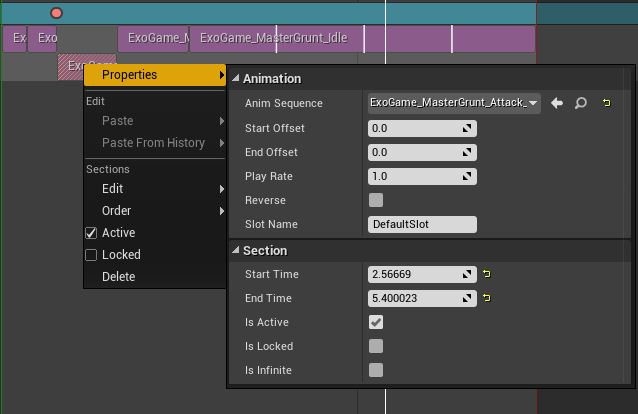 Ex
Exo
ExoGame_M
ExoGame_MasterGrunt_Idle
ExoGame
Properties
Edit
Paste
Paste From History
Sections
Edit
Order
Active
Locked
Delete
Animation
Anim Sequence
ExoGame_MasterGrunt_Attack_
Start Offset
0.0
End Offset
0.0
Play Rate
1.0
Reverse
Slot Name
DefaultSlot
Section
Start Time
2.56669
End Time
5.400023
Is Active
Is Locked
Is Infinite